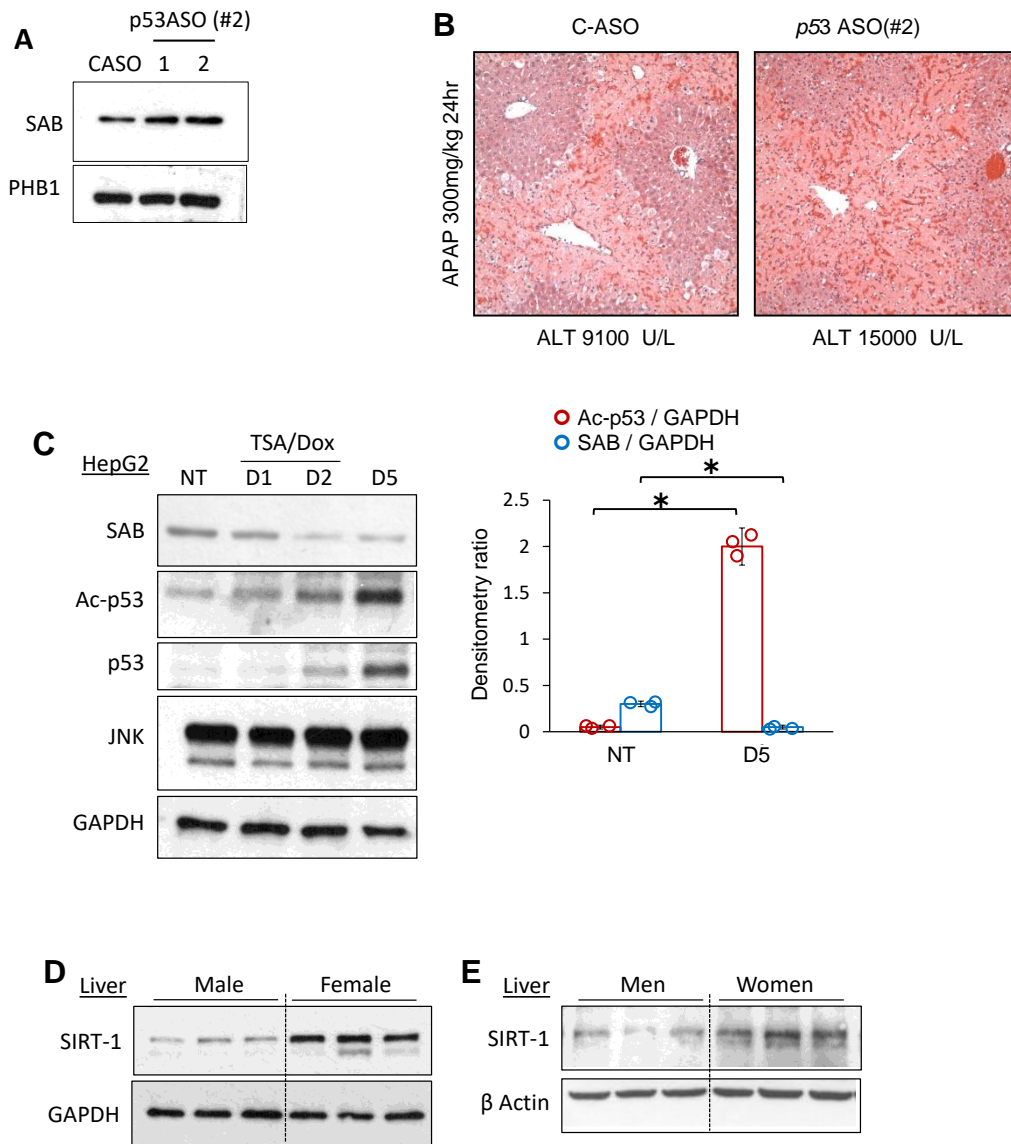 A
p53ASO (#2)
CASO 1 2
SAB
PHB1
B
C-ASO
p53 ASO(#2)
APAP 300mg/kg 24hr
ALT 9100 U/L
ALT 15000 U/L
C
HepG2
TSA/Dox
NT D1 D2 D5
SAB
Ac-p53
p53
JNK
GAPDH
Ac-p53 / GAPDH
SAB / GAPDH
* *
Densitometry ratio
2.5
2
1.5
1
0.5
0
NT D5
D
Liver Male Female
SIRT-1
GAPDH
E
Liver Men Women
SIRT-1
β Actin